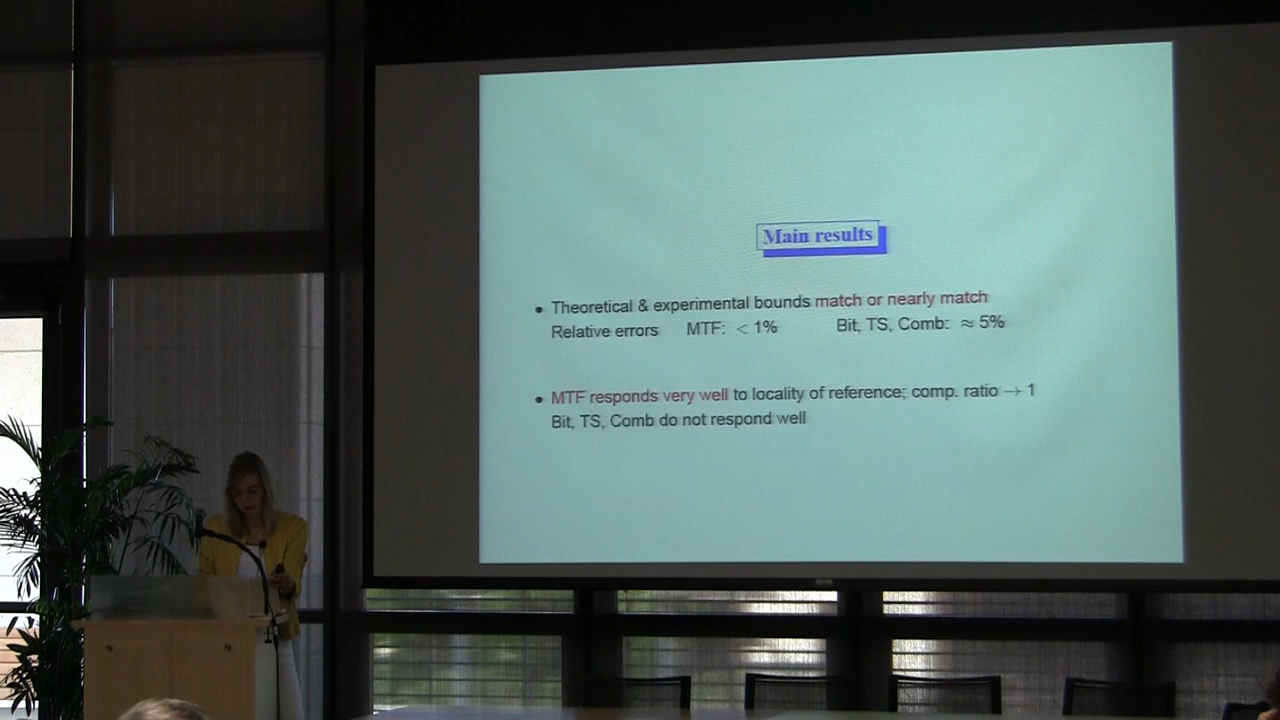 Main results
• Theoretical & experimental bounds match or nearly match
Relative errors MTF: < 1% Bit, TS, Comb: ≈ 5%
• MTF responds very well to locality of reference; comp. ratio → 1
Bit, TS, Comb do not respond well